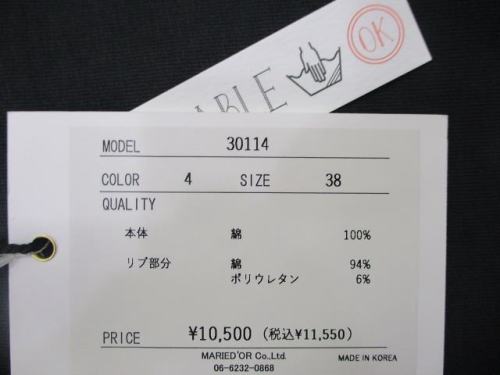 OK
ABLE
MODEL 30114
COLOR 4 SIZE 38
QUALITY
本体 綿 100%
リブ部分 綿 94%
ポリウレタン 6%
PRICE ¥10,500 (税込¥11,550)
MARIED'OR Co.,Ltd. MADE IN KOREA
06-6232-0868